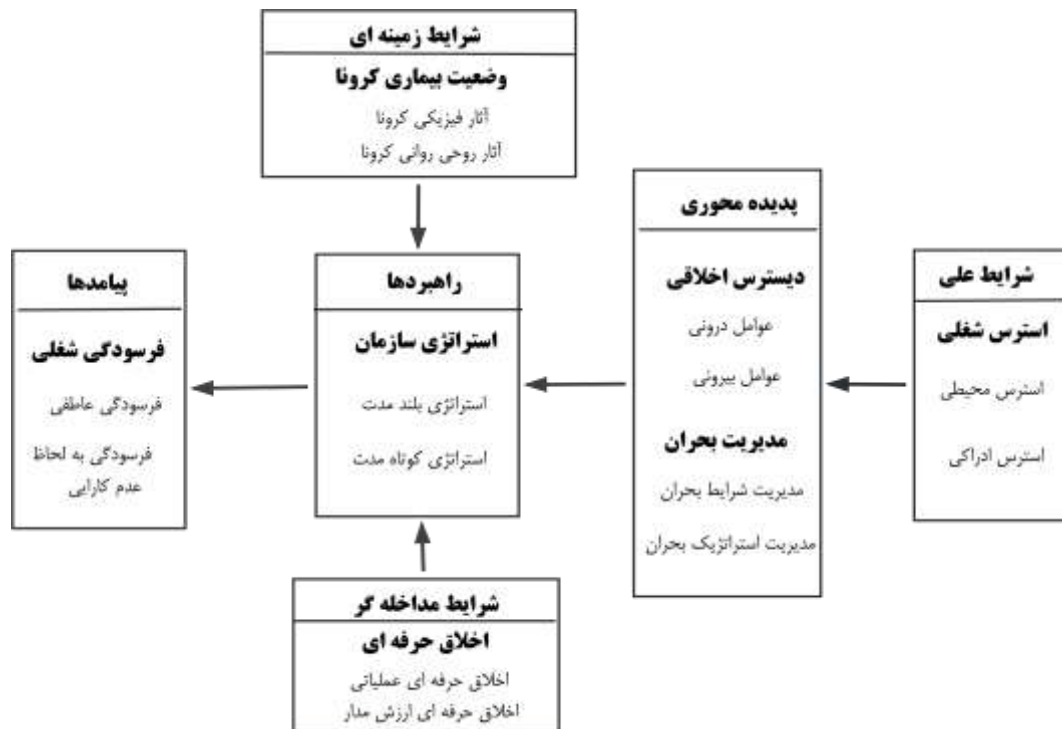 شرایط زمینه ای
وضعیت بیماری کرونا
آثار فیزیکی کرونا
آثار روحی روانی کرونا
شرایط علی
استرس شغلی
استرس محیطی
استرس ادراکی
پدیده محوری
دیسترس اخلاقی
عوامل درونی
عوامل بیرونی
مدیریت بحران
مدیریت شرایط بحران
مدیریت استراتژیک بحران
راهبردها
استراتژی سازمان
استراتژی بلند مدت
استراتژی کوتاه مدت
پیامدها
فرسودگی شغلی
فرسودگی عاطفی
فرسودگی به لحاظ
عدم کارایی
شرایط مداخله گر
اخلاق حرفه ای
اخلاق حرفه ای عملیاتی
اخلاق حرفه ای ارزش مدار